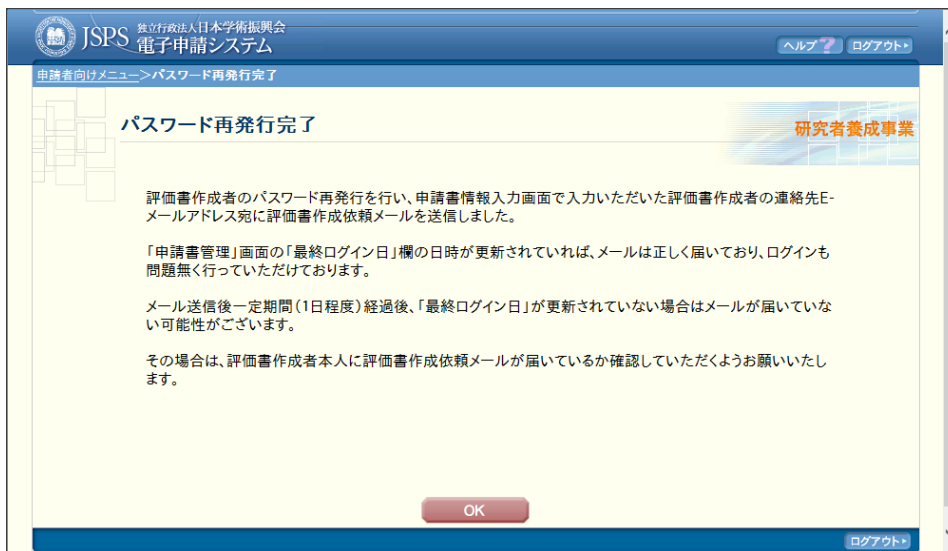 JSPS 独立行政法人日本学術振興会
電子申請システム
ヘルプ? ログアウト
申請者向けメニュー>パスワード再発行完了
パスワード再発行完了
研究者養成事業
評価書作成者のパスワード再発行を行い、申請書情報入力画面で入力いただいた評価書作成者の連絡先E-
メールアドレス宛に評価書作成依頼メールを送信しました。
「申請書管理」画面の「最終ログイン日」欄の日時が更新されていれば、メールは正しく届いており、ログインも
問題無く行っていただけております。
メール送信後一定期間(1日程度)経過後、「最終ログイン日」が更新されていない場合はメールが届いていな
い可能性がございます。
その場合は、評価書作成者本人に評価書作成依頼メールが届いているか確認していただくようお願いいたし
ます。
OK
ログアウト